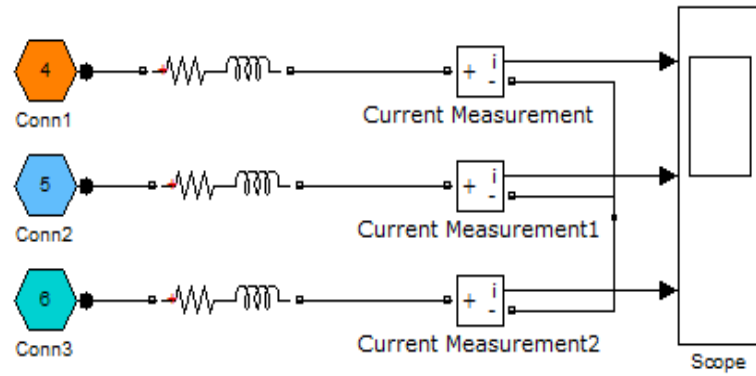 4
+
i
-
Conn1
Current Measurement
5
+
i
-
Conn2
Current Measurement1
6
+
i
-
Conn3
Current Measurement2
Scope